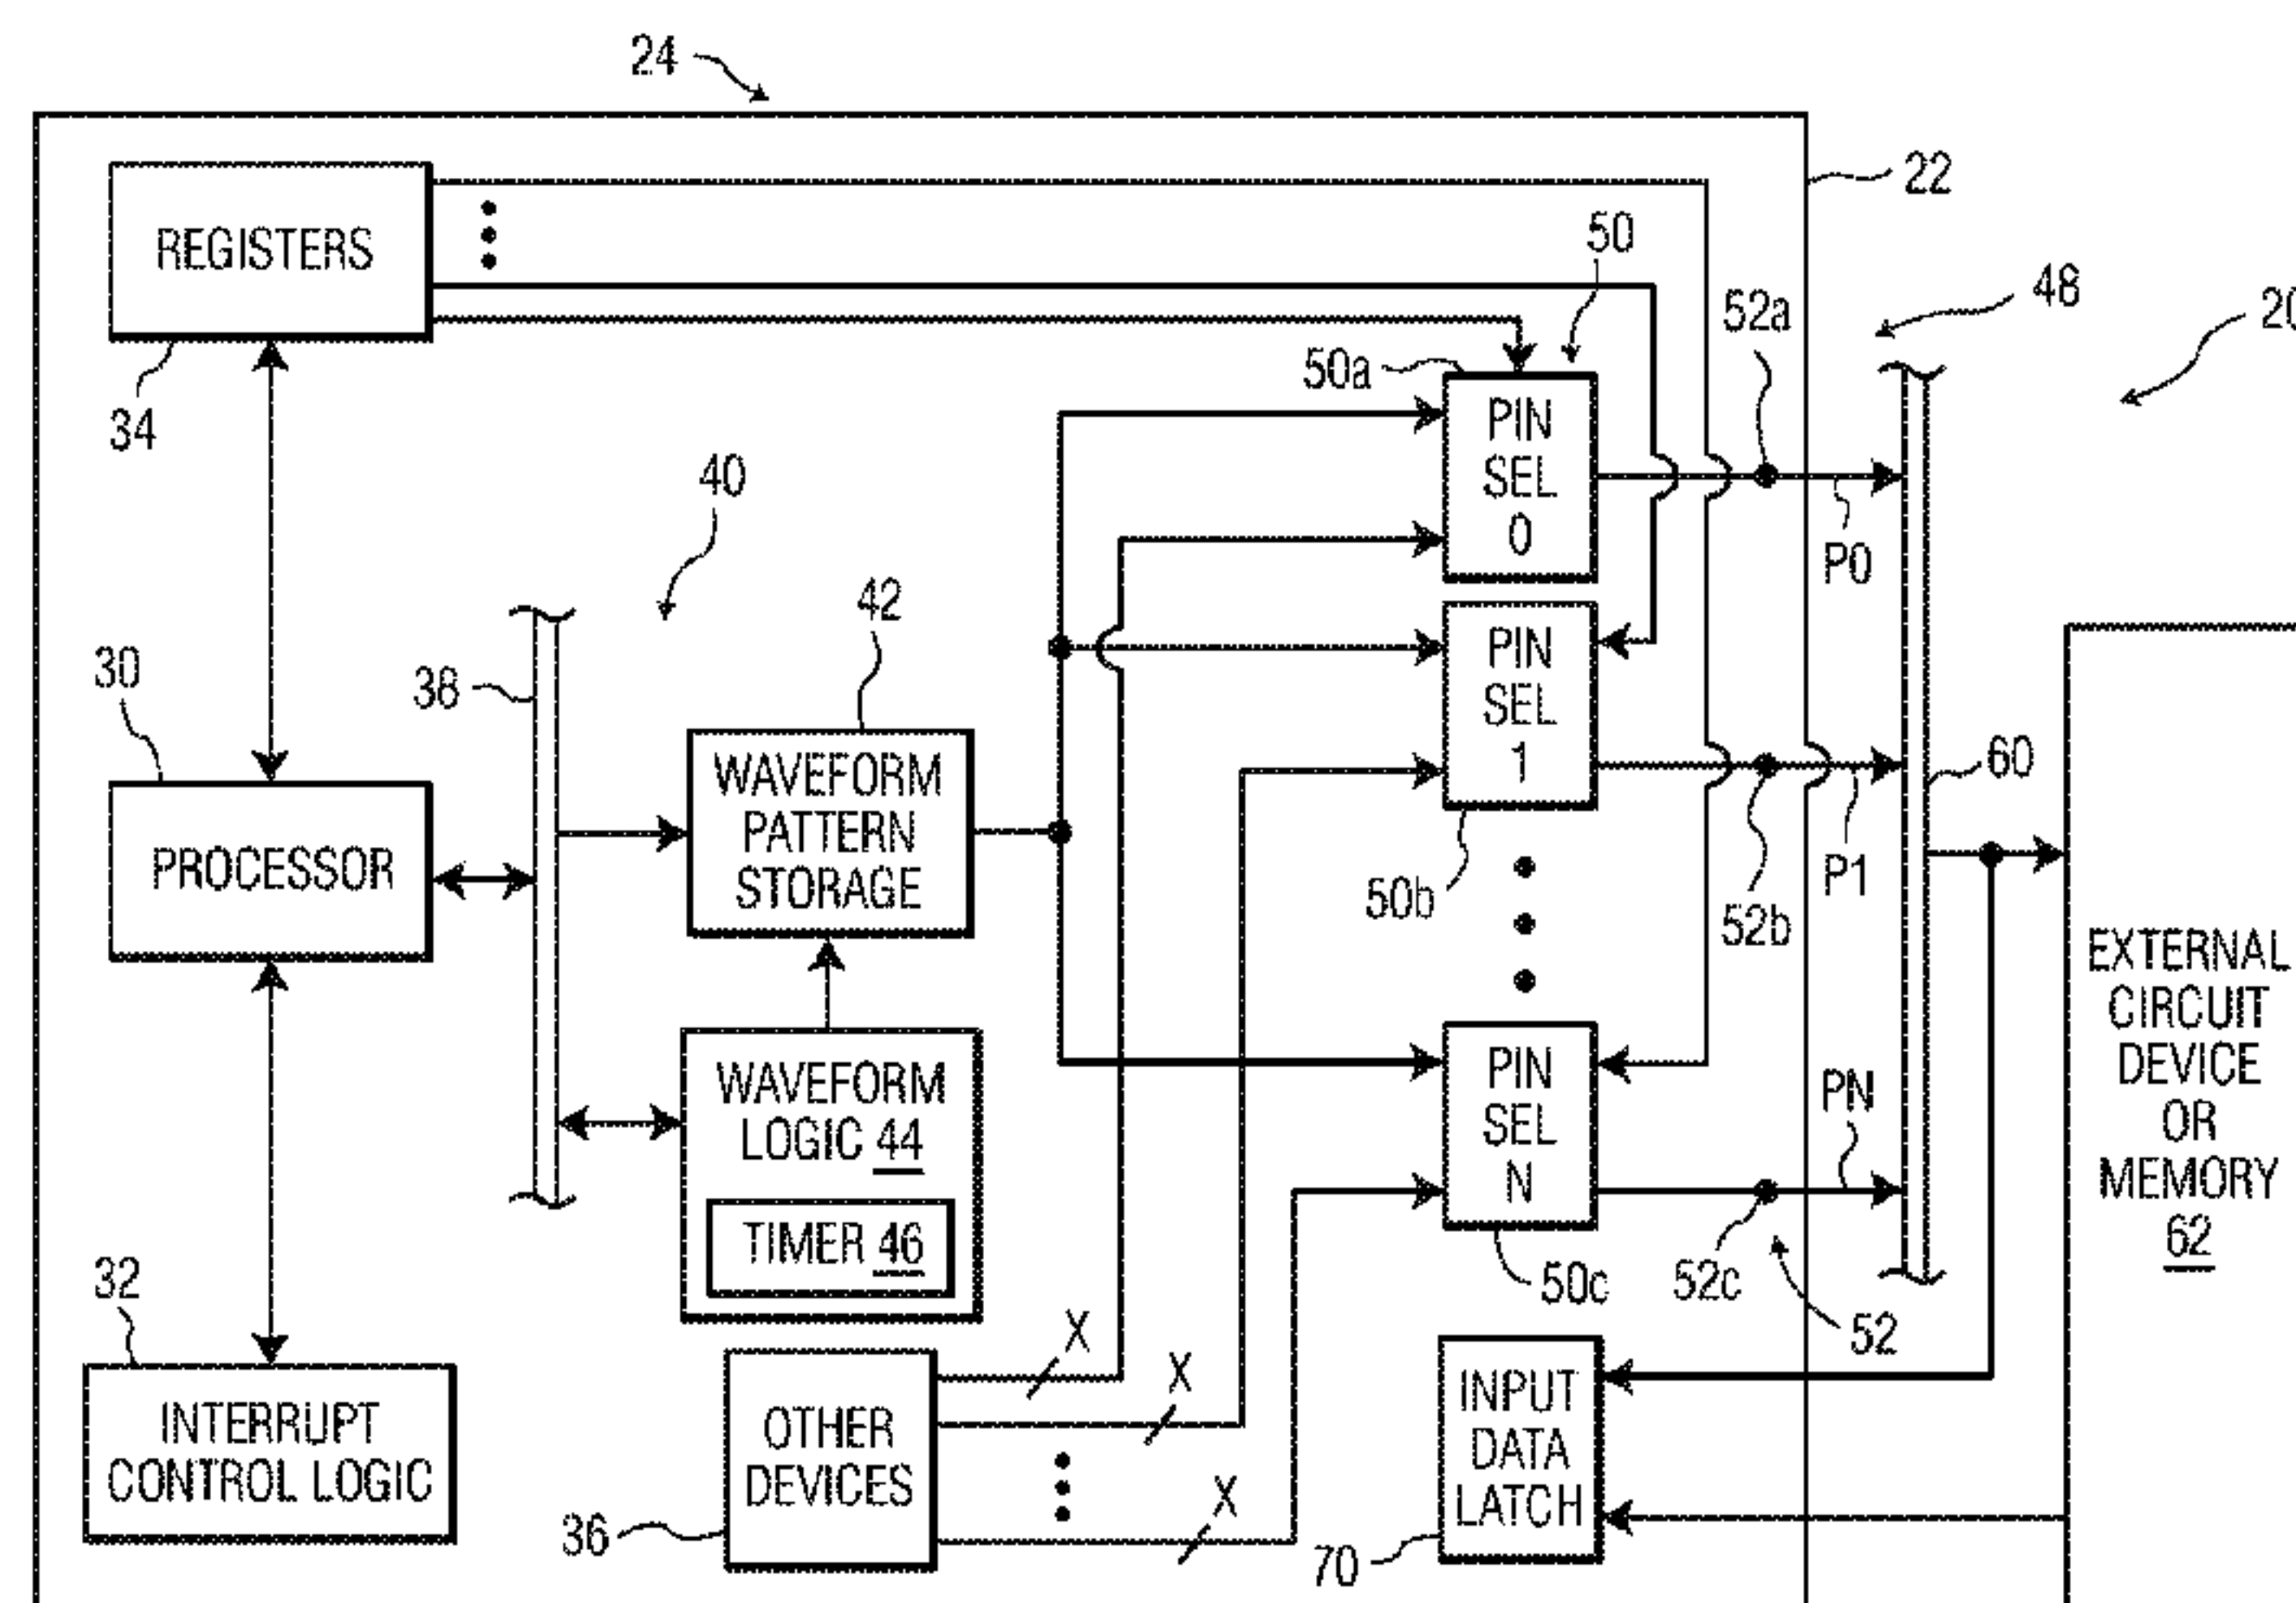 24
22
REGISTERS
50
48
20
52a
50a
34
PIN
SEL
0
P0
40
42
30
38
PIN
SEL
1
60
WAVEFORM
PATTERN
STORAGE
PROCESSOR
50b
P1
52b
EXTERNAL
CIRCUIT
DEVICE
OR
MEMORY
62
WAVEFORM
LOGIC 44
TIMER 46
PIN
SEL
N
PN
32
50c
52c
52
X
X
X
INTERRUPT
CONTROL LOGIC
OTHER
DEVICES
36
INPUT
DATA
LATCH
70